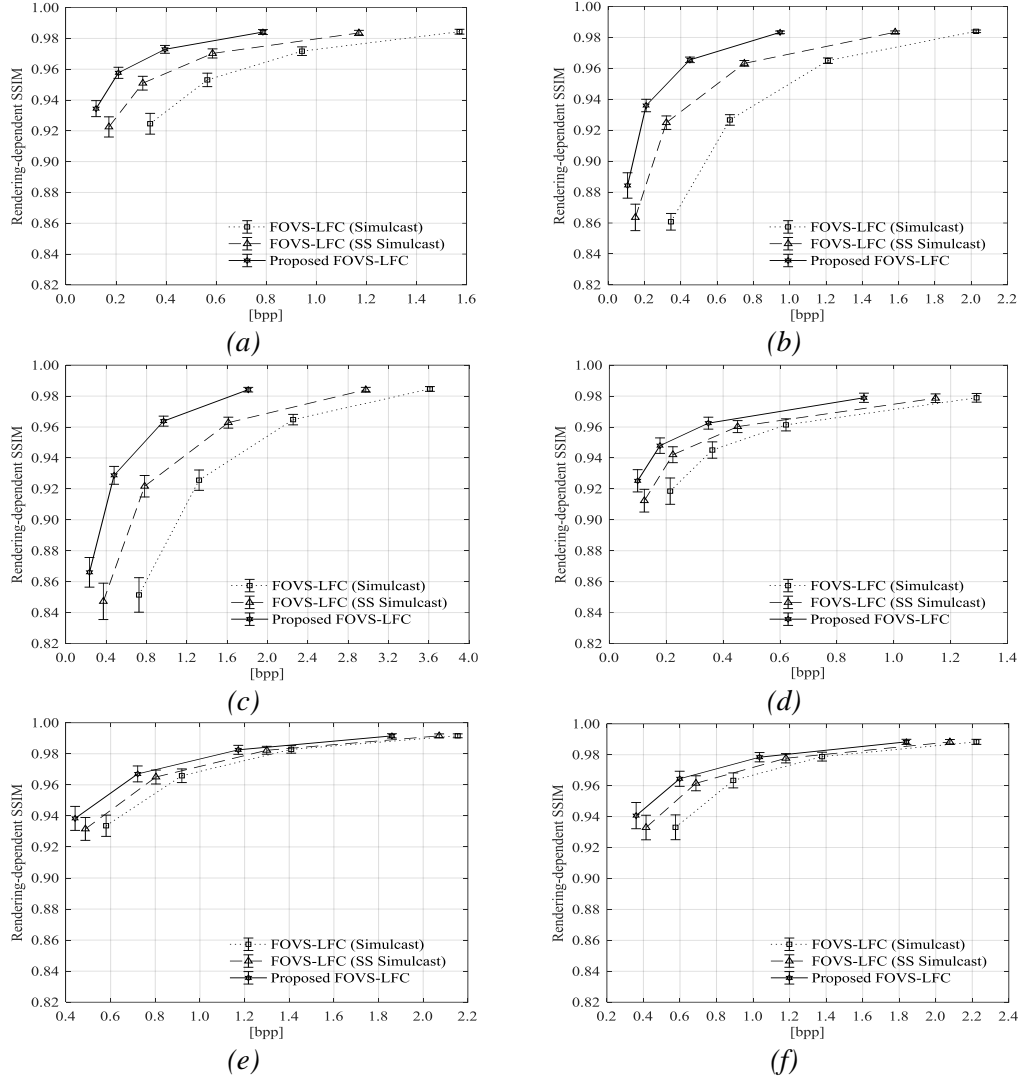 Rendering-dependent SSIM
1.00
0.98
0.96
0.94
0.92
0.90
0.88
0.86
0.84
0.82
FOVS-LFC (Simulcast)
FOVS-LFC (SS Simulcast)
Proposed FOVS-LFC
0.0 0.2 0.4 0.6 0.8 1.0 1.2 1.4 1.6
[bpp]
(a)
Rendering-dependent SSIM
1.00
0.98
0.96
0.94
0.92
0.90
0.88
0.86
0.84
0.82
FOVS-LFC (Simulcast)
FOVS-LFC (SS Simulcast)
Proposed FOVS-LFC
0.0 0.2 0.4 0.6 0.8 1.0 1.2 1.4 1.6 1.8 2.0 2.2
[bpp]
(b)
Rendering-dependent SSIM
1.00
0.98
0.96
0.94
0.92
0.90
0.88
0.86
0.84
0.82
FOVS-LFC (Simulcast)
FOVS-LFC (SS Simulcast)
Proposed FOVS-LFC
0.0 0.4 0.8 1.2 1.6 2.0 2.4 2.8 3.2 3.6 4.0
[bpp]
(c)
Rendering-dependent SSIM
1.00
0.98
0.96
0.94
0.92
0.90
0.88
0.86
0.84
0.82
FOVS-LFC (Simulcast)
FOVS-LFC (SS Simulcast)
Proposed FOVS-LFC
0.0 0.2 0.4 0.6 0.8 1.0 1.2 1.4
[bpp]
(d)
Rendering-dependent SSIM
1.00
0.98
0.96
0.94
0.92
0.90
0.88
0.86
0.84
0.82
FOVS-LFC (Simulcast)
FOVS-LFC (SS Simulcast)
Proposed FOVS-LFC
0.4 0.6 0.8 1.0 1.2 1.4 1.6 1.8 2.0 2.2
[bpp]
(e)
Rendering-dependent SSIM
1.00
0.98
0.96
0.94
0.92
0.90
0.88
0.86
0.84
0.82
FOVS-LFC (Simulcast)
FOVS-LFC (SS Simulcast)
Proposed FOVS-LFC
0.2 0.4 0.6 0.8 1.0 1.2 1.4 1.6 1.8 2.0 2.2 2.4
[bpp]
(f)